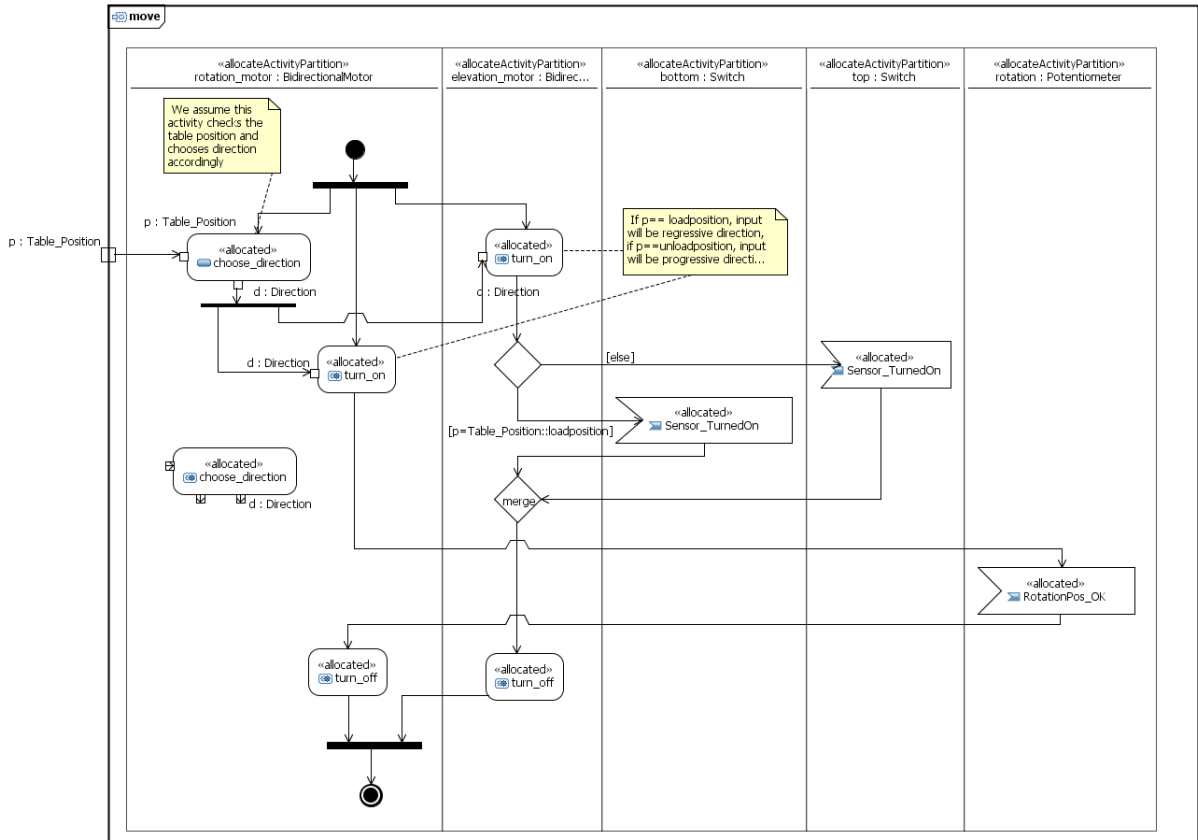 move
«allocateActivityPartition»
rotation_motor : BidirectionalMotor
«allocateActivityPartition»
elevation_motor : Bidirec...
«allocateActivityPartition»
bottom : Switch
«allocateActivityPartition»
top : Switch
«allocateActivityPartition»
rotation : Potentiometer
We assume this
activity checks the
table position and
chooses direction
accordingly
p : Table_Position
p : Table_Position
«allocated»
choose_direction
d : Direction
«allocated»
turn_on
d : Direction
If p== loadposition, input
will be regressive direction,
if p==unloadposition, input
will be progressive directi...
d : Direction
«allocated»
turn_on
[else]
«allocated»
Sensor_TurnedOn
[p=Table_Position::loadposition]
«allocated»
Sensor_TurnedOn
«allocated»
choose_direction
d : Direction
merge
«allocated»
RotationPos_OK
«allocated»
turn_off
«allocated»
turn_off